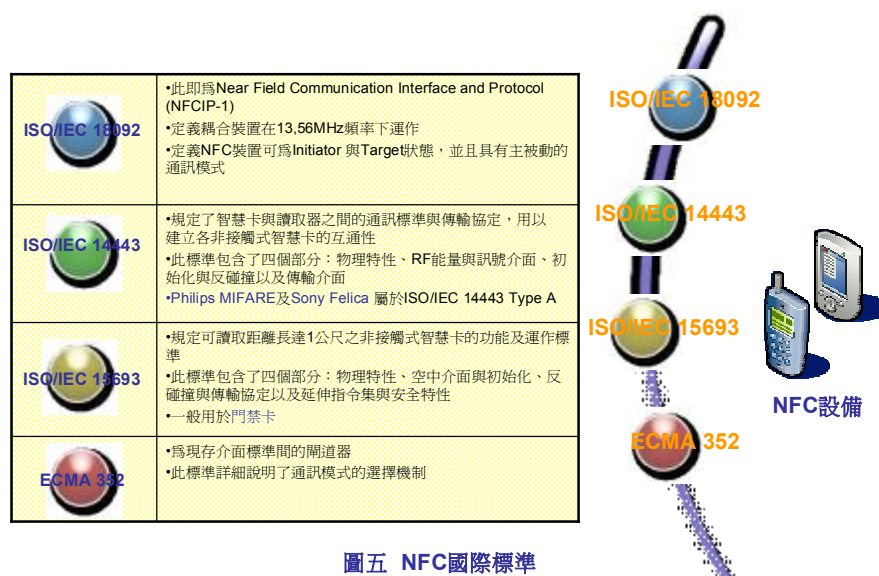 ISO/IEC 18092
•此即為Near Field Communication Interface and Protocol
(NFCIP-1)
•定義耦合裝置在13,56MHz頻率下運作
•定義NFC裝置可為Initiator 與Target狀態，並且具有主被動的
通訊模式
ISO/IEC 14443
•規定了智慧卡與讀取器之間的通訊標準與傳輸協定，用以
建立各非接觸式智慧卡的互通性
•此標準包含了四個部分：物理特性、RF能量與訊號介面、初
始化與反碰撞以及傳輸介面
•Philips MIFARE及Sony Felica 屬於ISO/IEC 14443 Type A
ISO/IEC 15693
•規定可讀取距離長達1公尺之非接觸式智慧卡的功能及運作標
準
•此標準包含了四個部分：物理特性、空中介面與初始化、反
碰撞與傳輸協定以及延伸指令集與安全特性
•一般用於門禁卡
ECMA 352
•為現存介面標準間的閘道器
•此標準詳細說明了通訊模式的選擇機制
ISO/IEC 18092
ISO/IEC 14443
ISO/IEC 15693
ECMA 352
NFC設備
圖五 NFC國際標準